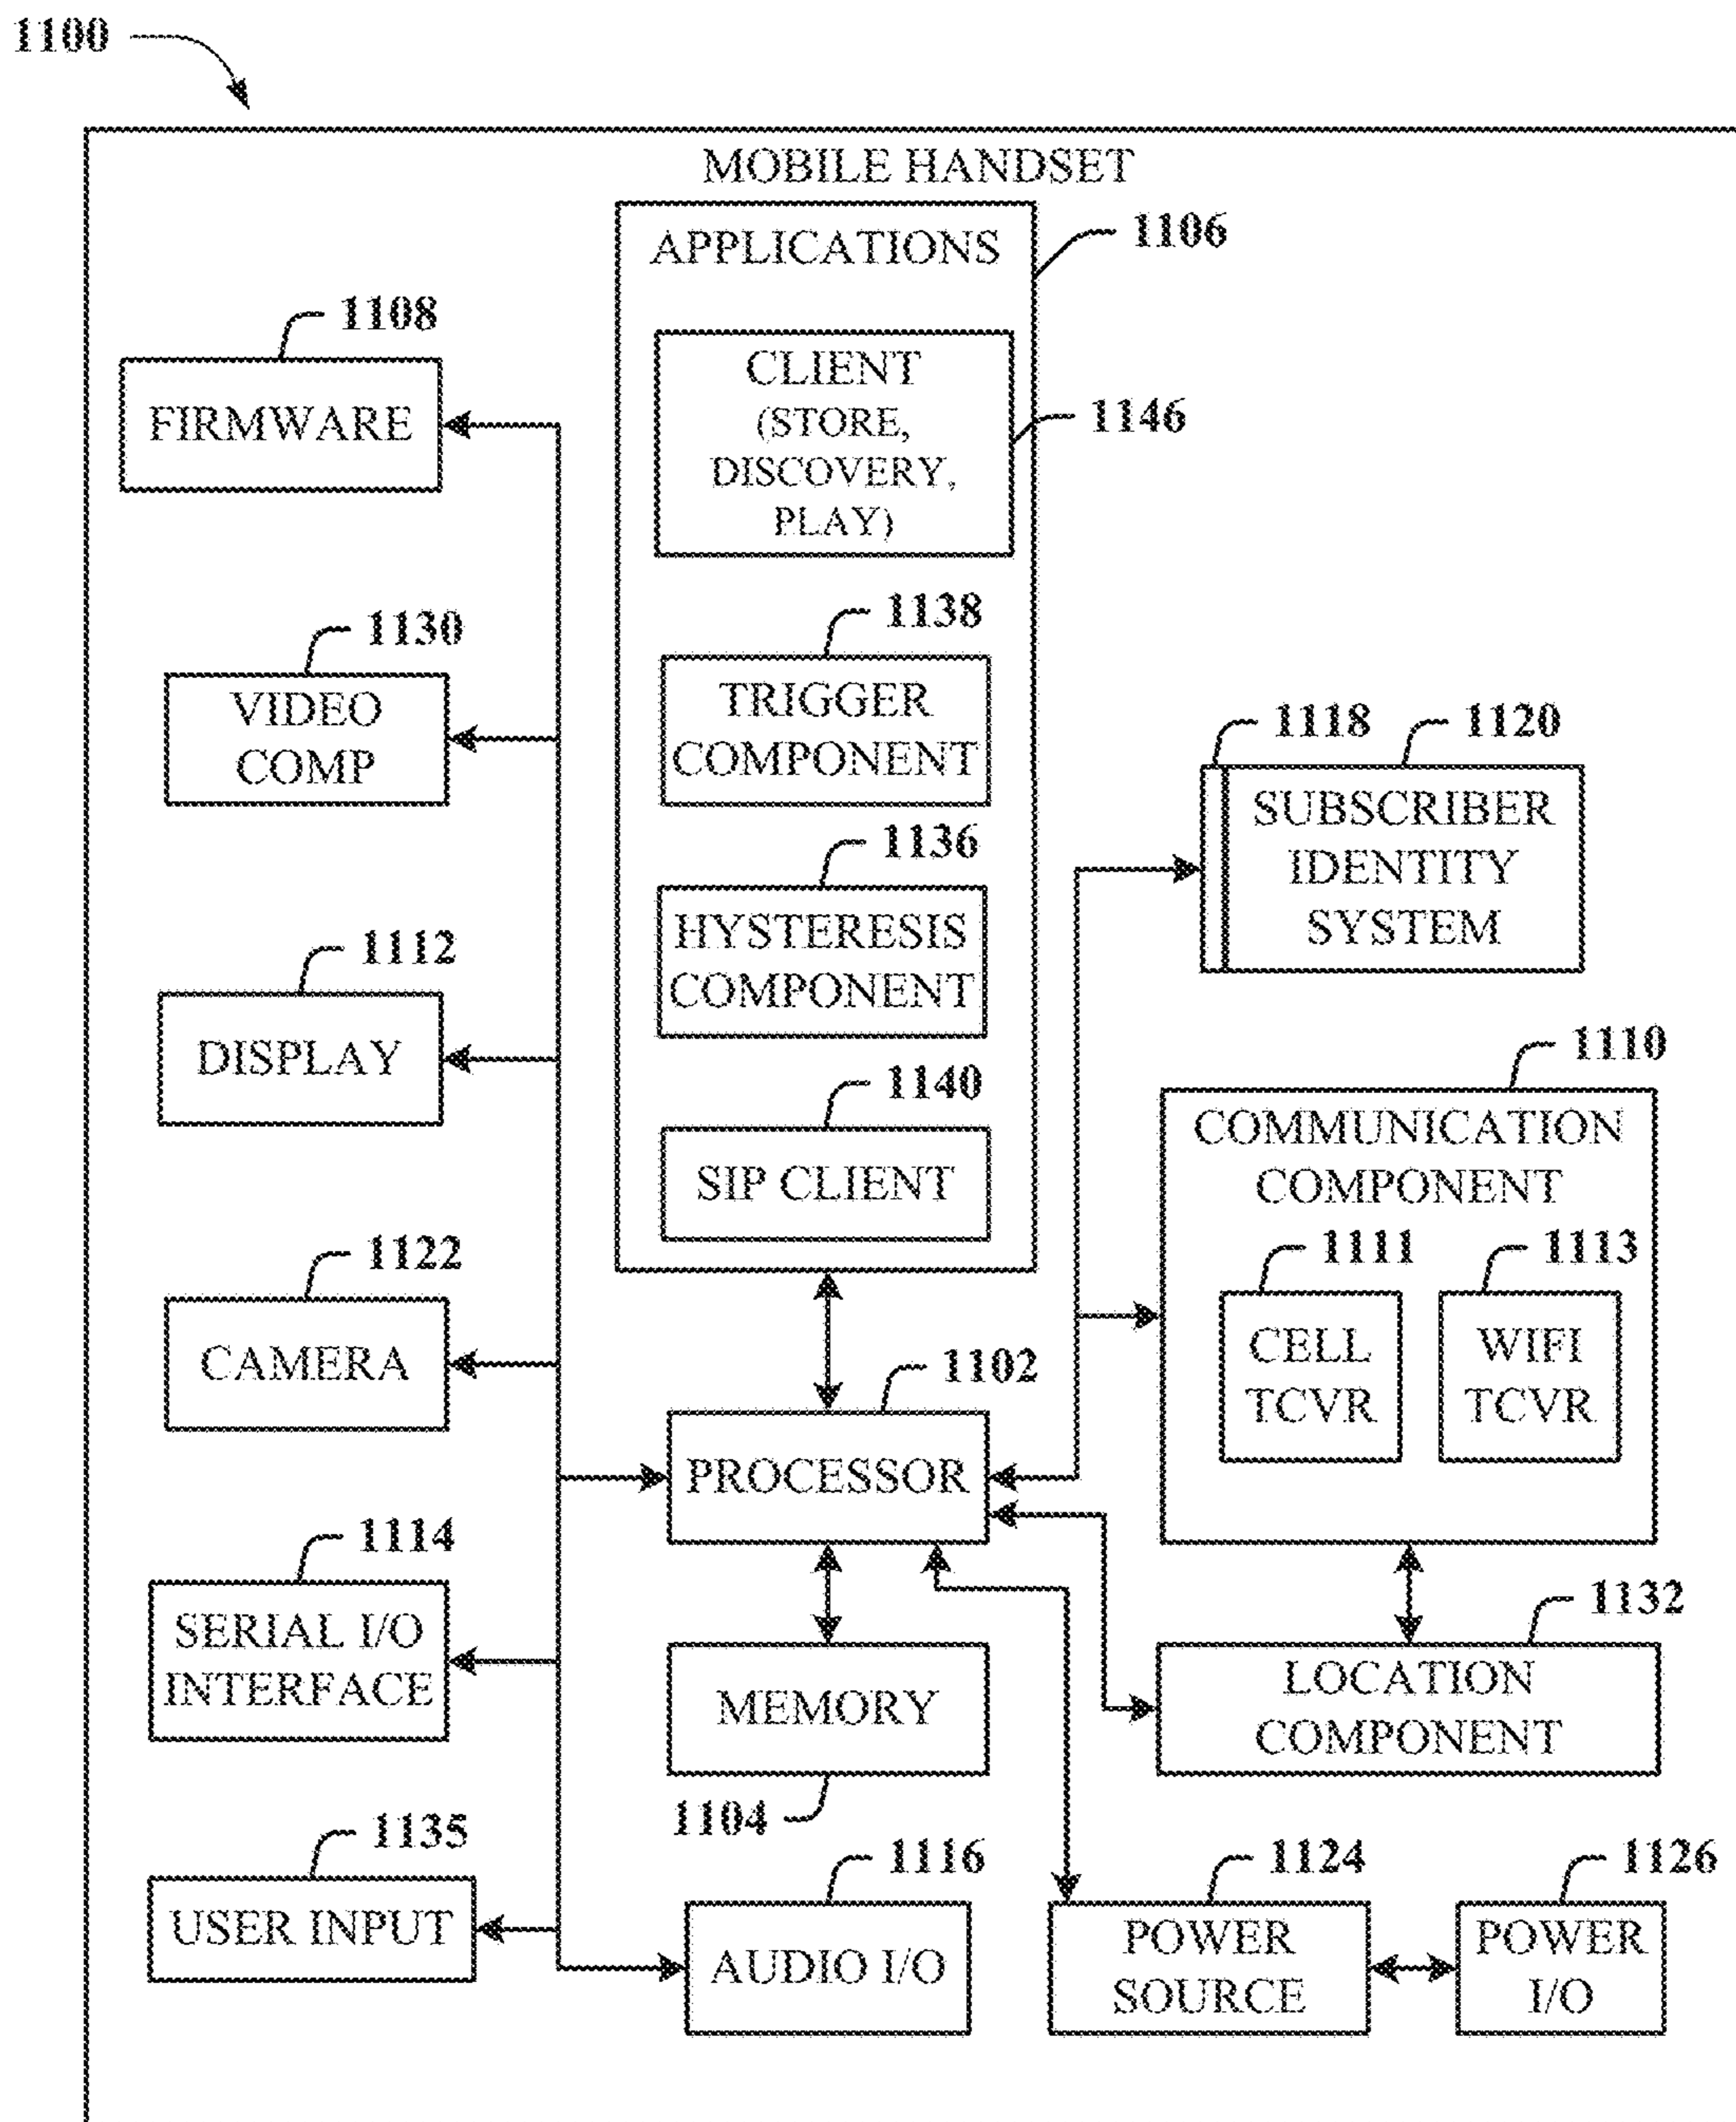 1100
MOBILE HANDSET
APPLICATIONS
1106
CLIENT
(STORE,
DISCOVERY,
PLAY)
1146
1138
TRIGGER
COMPONENT
1136
HYSTERESIS
COMPONENT
1140
SIP CLIENT
1108
FIRMWARE
1130
VIDEO
COMP
1112
DISPLAY
1122
CAMERA
1114
SERIAL I/O
INTERFACE
1135
USER INPUT
1102
PROCESSOR
MEMORY
1104
1116
AUDIO I/O
1118
1120
SUBSCRIBER
IDENTITY
SYSTEM
1110
COMMUNICATION
COMPONENT
1111
CELL
TCVR
1113
WIFI
TCVR
1132
LOCATION
COMPONENT
1124
POWER
SOURCE
1126
POWER
I/O